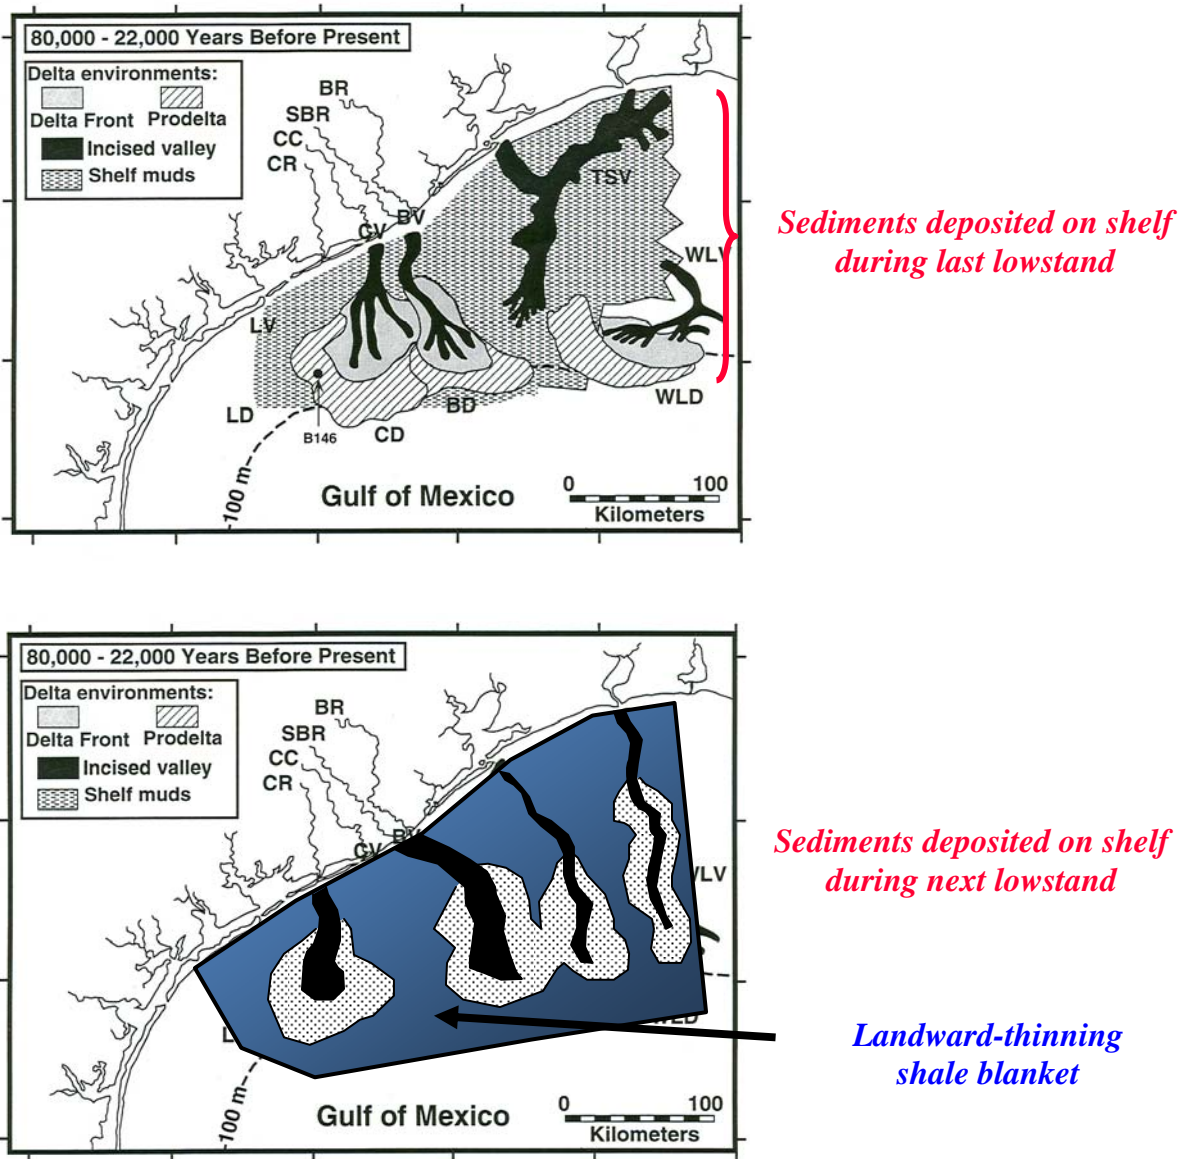 80,000 - 22,000 Years Before Present
Delta environments:
Delta Front Prodelta
Incised valley
Shelf muds
BR
SBR
CC
CR
BV
CV
TSV
WLV
LV
LD
B146
CD
BD
WLD
100 m
Gulf of Mexico
0 100
Kilometers
Sediments deposited on shelf
during last lowstand
80,000 - 22,000 Years Before Present
Delta environments:
Delta Front Prodelta
Incised valley
Shelf muds
BR
SBR
CC
CR
BV
CV
100 m
Gulf of Mexico
0 100
Kilometers
Sediments deposited on shelf
during next lowstand
Landward-thinning
shale blanket